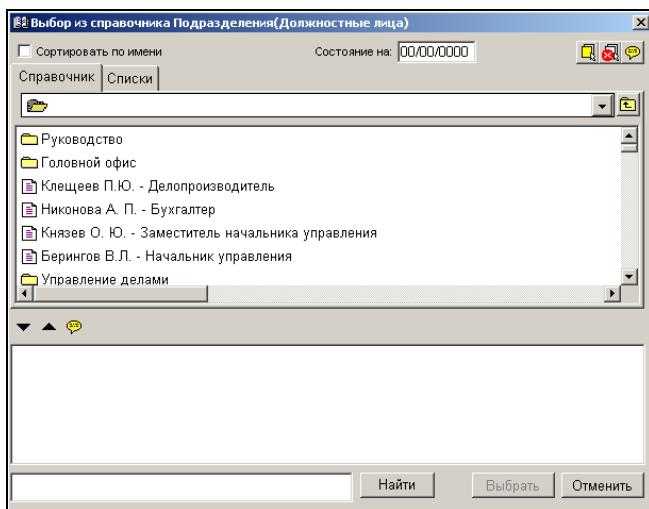 Выбор из справочника Подразделения(Должностные лица)
Сортировать по имени Состояние на: 00/00/0000
Справочник Списки
Руководство
Головной офис
Клещеев П.Ю. - Делопроизводитель
Никонова А. П. - Бухгалтер
Князев О. Ю. - Заместитель начальника управления
Берингов В.Л. - Начальник управления
Управление делами
Найти Выбрать Отменить